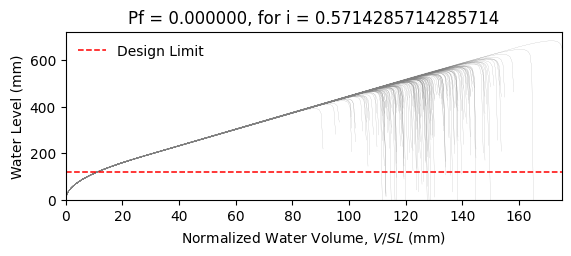 Pf = 0.000000, for i = 0.5714285714285714
Design Limit
Water Level (mm)
600
400
200
0
0 20 40 60 80 100 120 140 160
Normalized Water Volume, V/SL (mm)